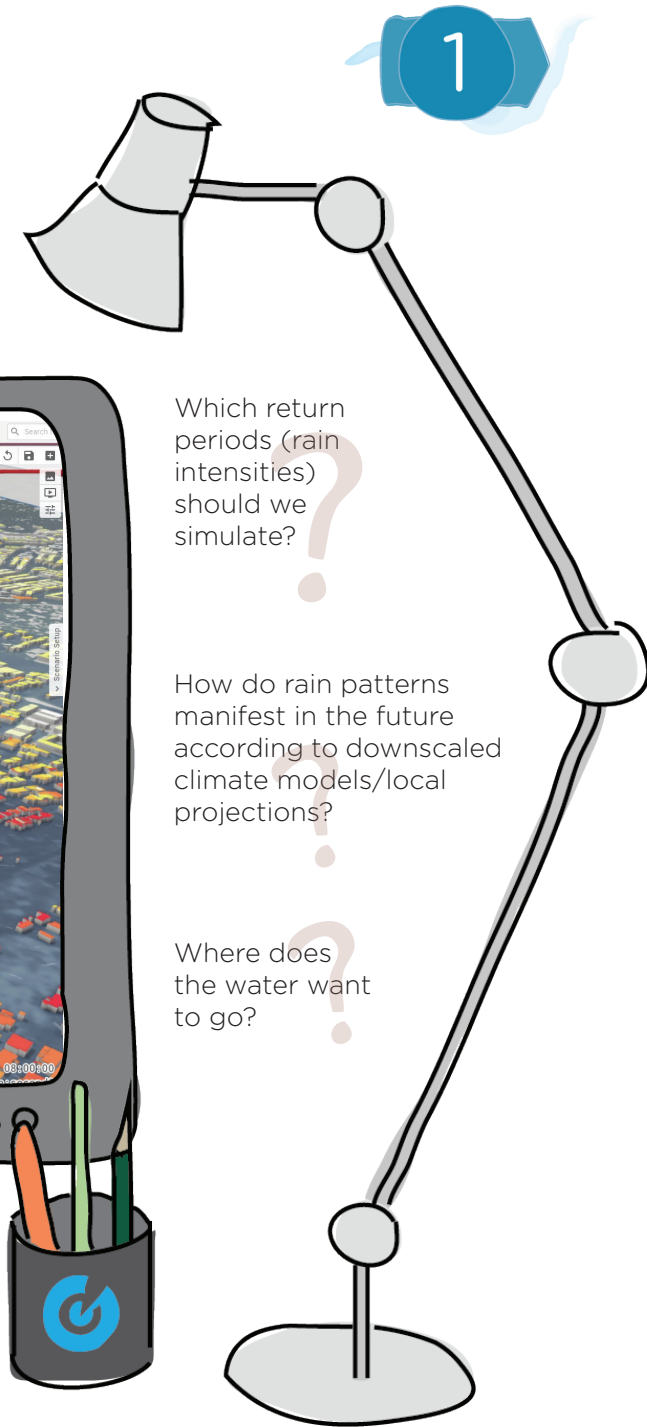 1
Which return
periods (rain
intensities)
should we
simulate?
Search
Scenario Setup
How do rain patterns
manifest in the future
according to downscaled
climate models/local
projections?
Where does
the water want
to go?
08:00:00